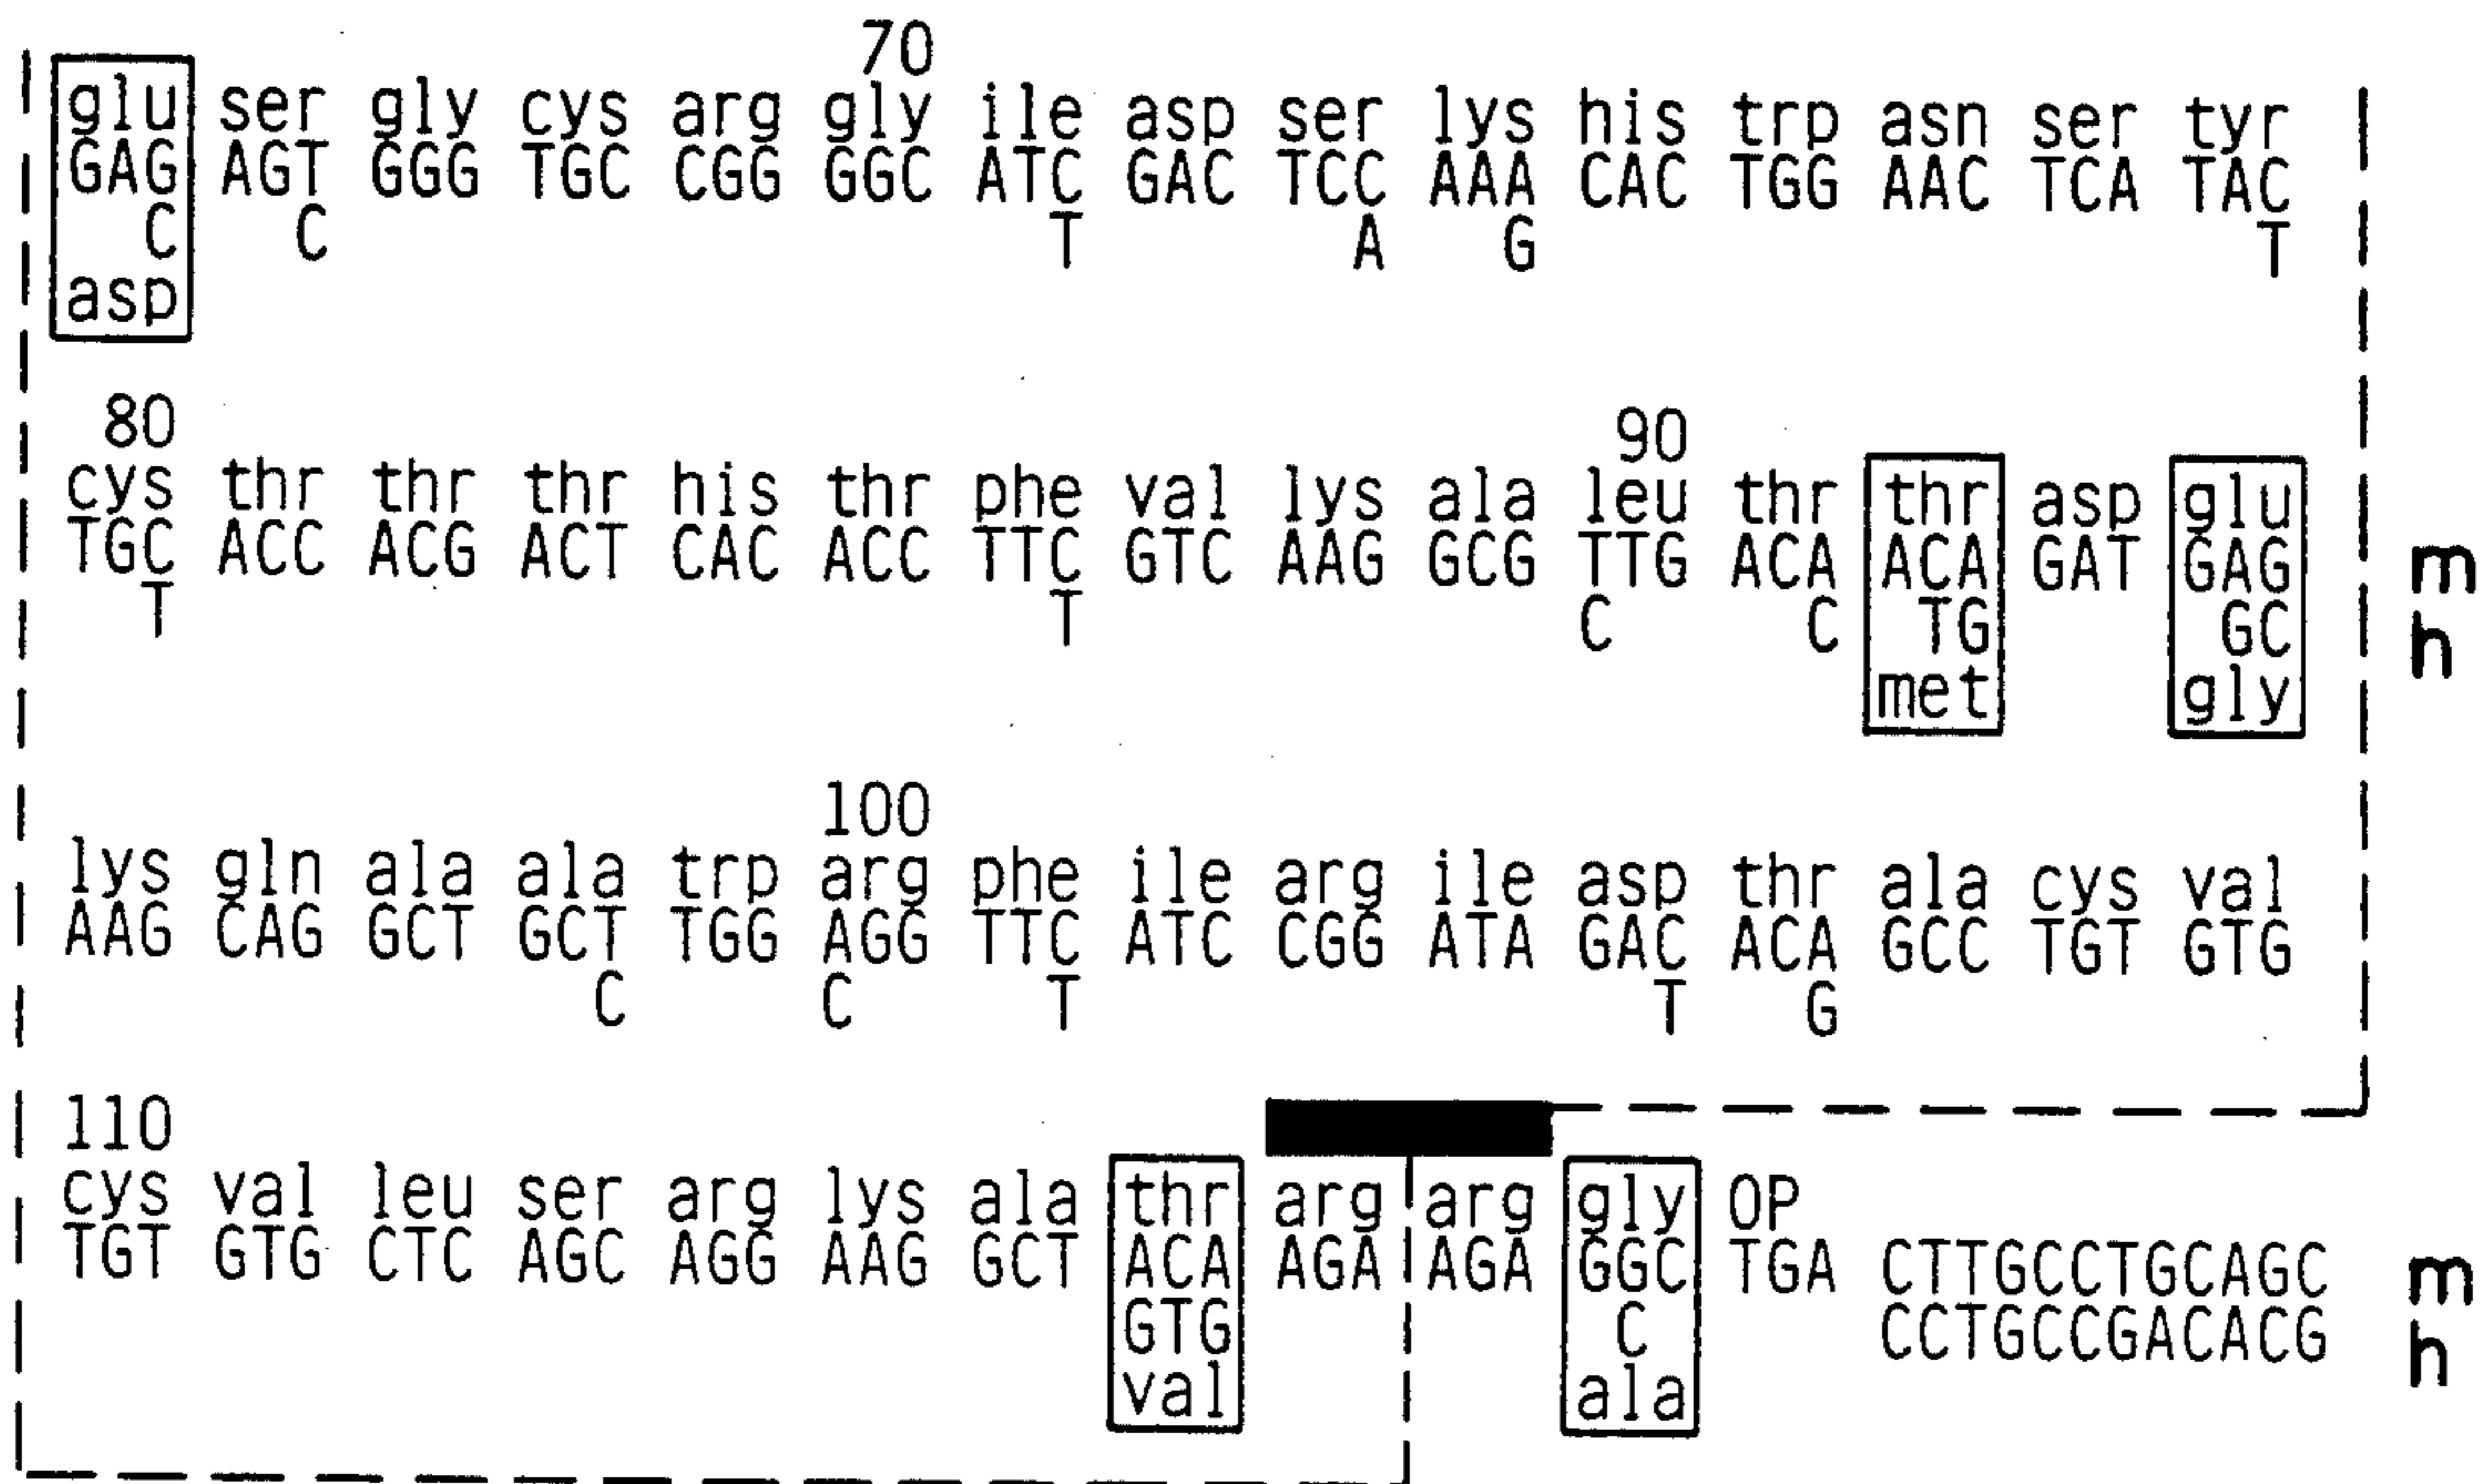 70
glu ser gly cys arg gly ile asp ser lys his trp asn ser tyr
GAG AGT GGG TGC CGG GGC ATC GAC TCC AAA CAC TGG AAC TCA TAC
C C T A G T
asp
80 90
cys thr thr thr his thr phe val lys ala leu thr thr asp glu
TGC ACC ACG ACT CAC ACC TTC GTC AAG GCG TTG ACA ACA GAT GAG m
T T C C TG GC h
met gly
100
lys gln ala ala trp arg phe ile arg ile asp thr ala cys val
AAG CAG GCT GCT TGG AGG TTC ATC CGG ATA GAC ACA GCC TGT GTG
C C T T G
110
cys val leu ser arg lys ala thr arg arg gly OP
TGT GTG CTC AGC AGG AAG GCT ACA AGA AGA GGC TGA CTTGCCTGCAGC m
GTG C CCTGCCGACACG h
val ala